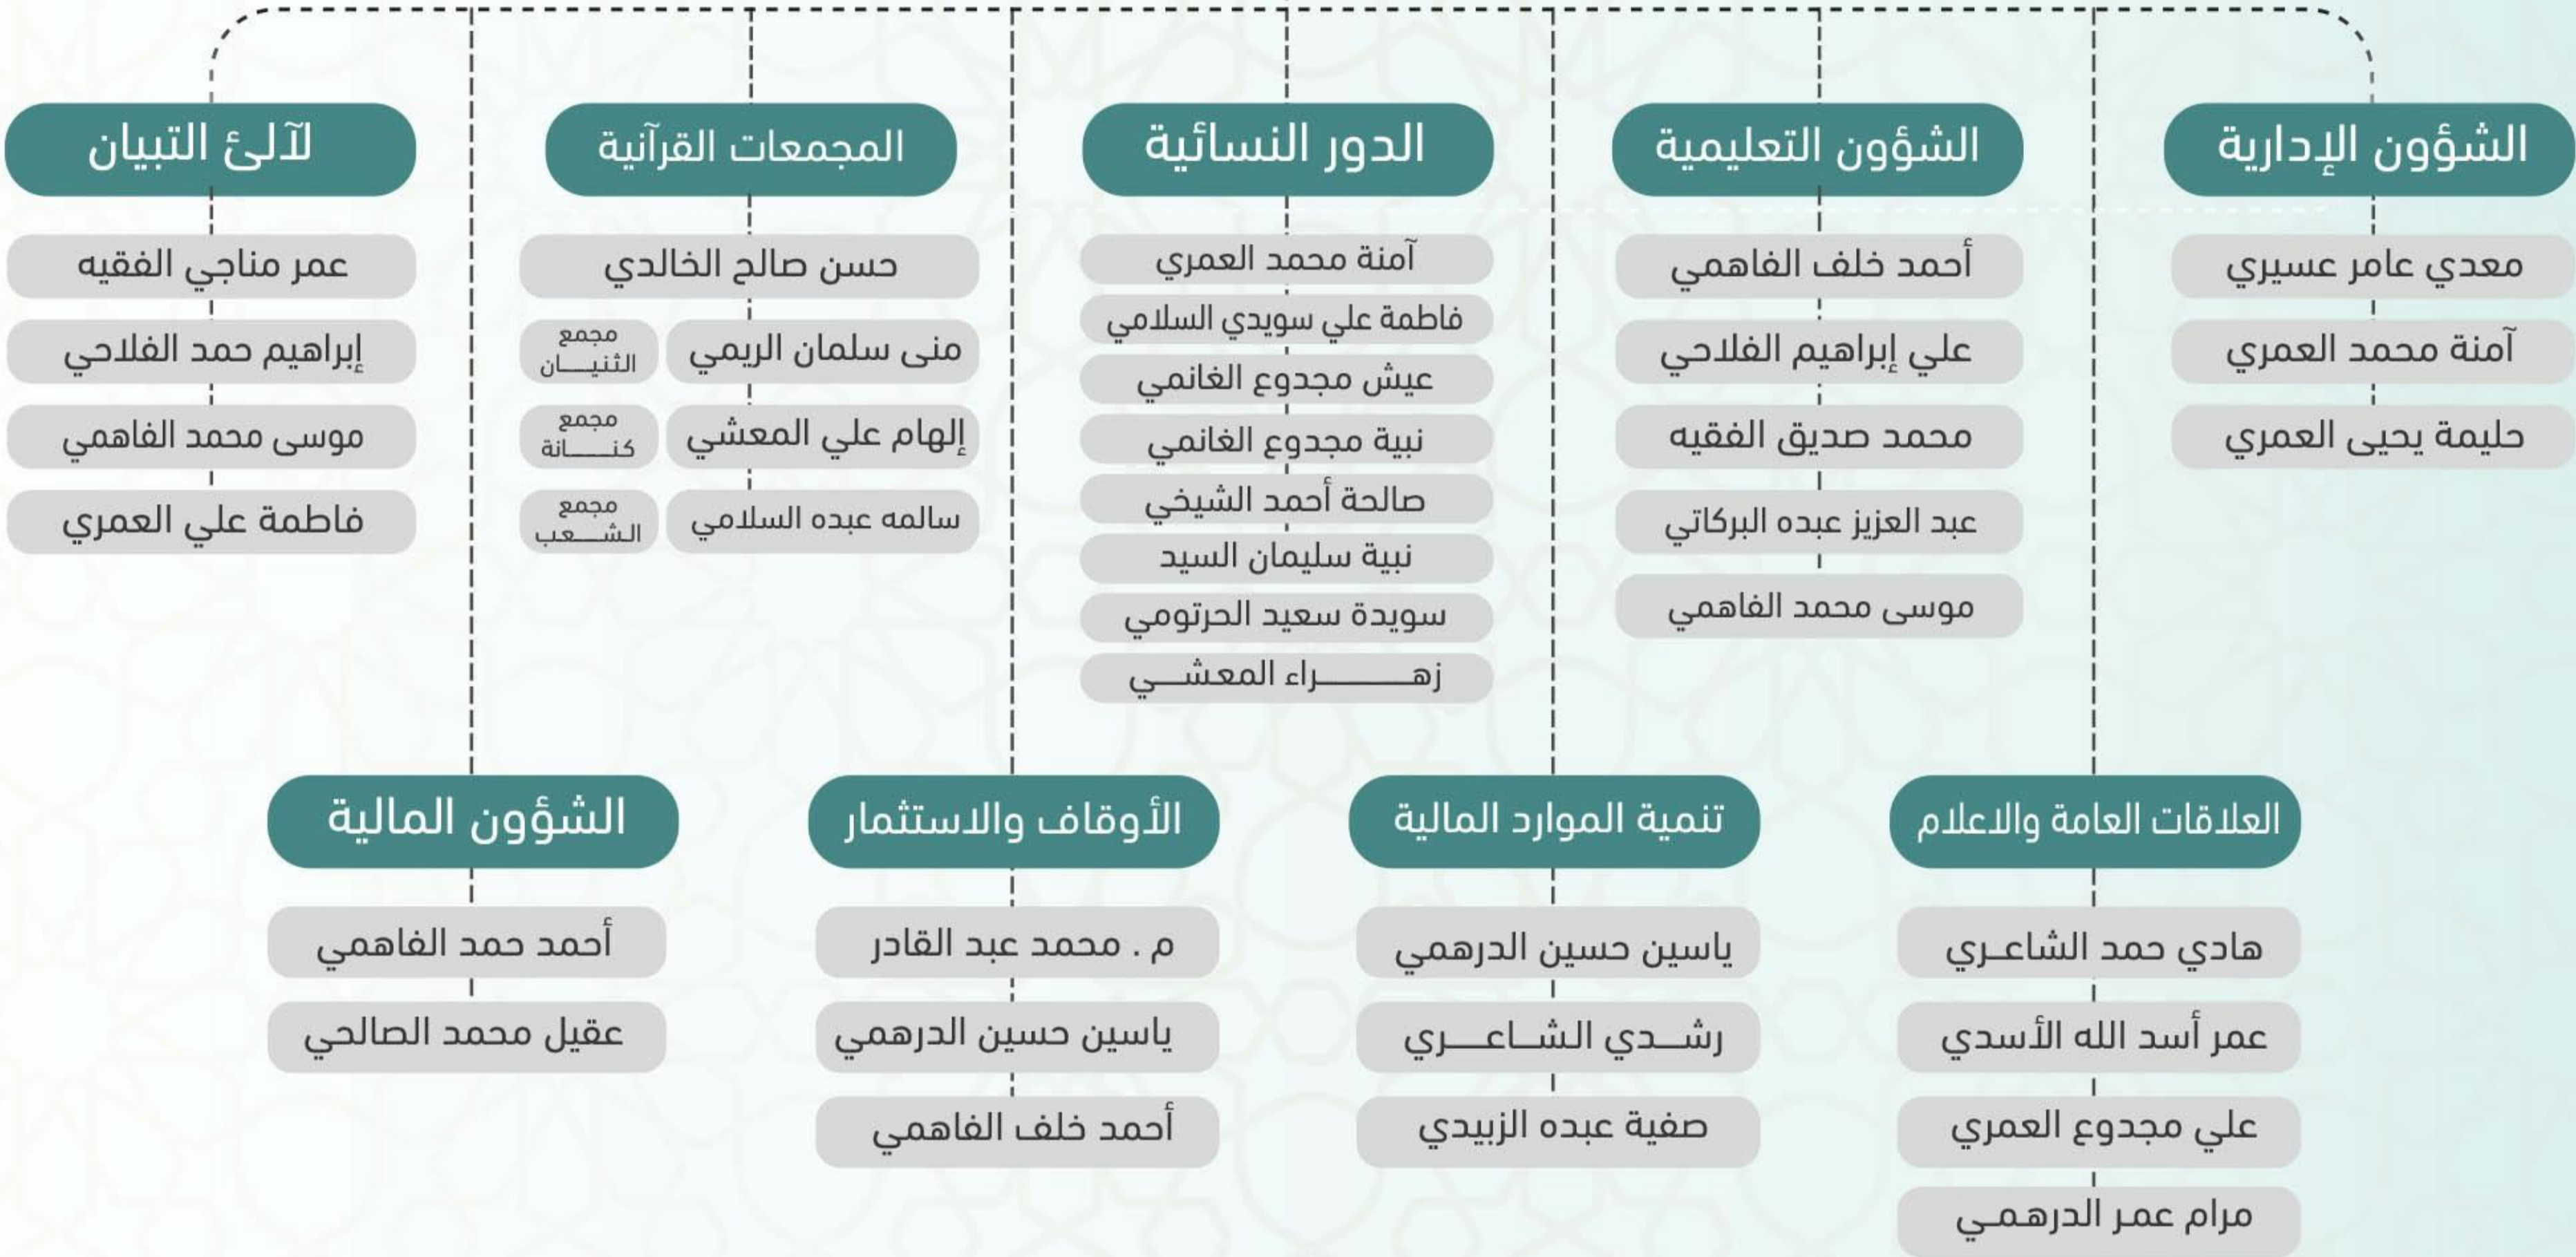 الشؤون الإدارية
معدي عامر عسيري
آمنة محمد العمري
حليمة يحيى العمري
الشؤون التعليمية
أحمد خلف الفاهمي
علي إبراهيم الفلاحي
محمد صديق الفقيه
عبد العزيز عبده البركاتي
موسى محمد الفاهمي
الدور النسائية
آمنة محمد العمري
فاطمة علي سويدي السلامي
عيش مجدوع الغانمي
نبية مجدوع الغانمي
صالحة أحمد الشيخي
نبية سليمان السيد
سويدة سعيد الحرتومي
زهـــــراء المعشـــي
المجمعات القرآنية
حسن صالح الخالدي
منى سلمان الريمي
مجمع
الثنيـــان
إلهام علي المعشي
مجمع
كنـــــانة
سالمه عبده السلامي
مجمع
الشـــعب
لآلئ التبيان
عمر مناجي الفقيه
إبراهيم حمد الفلاحي
موسى محمد الفاهمي
فاطمة علي العمري
العلاقات العامة والاعلام
هادي حمد الشاعـري
عمر أسد الله الأسدي
علي مجدوع العمري
مرام عمر الدرهمـي
تنمية الموارد المالية
ياسين حسين الدرهمي
رشــدي الشــاعـــري
صفية عبده الزبيدي
الأوقاف والاستثمار
م . محمد عبد القادر
ياسين حسين الدرهمي
أحمد خلف الفاهمي
الشؤون المالية
أحمد حمد الفاهمي
عقيل محمد الصالحي